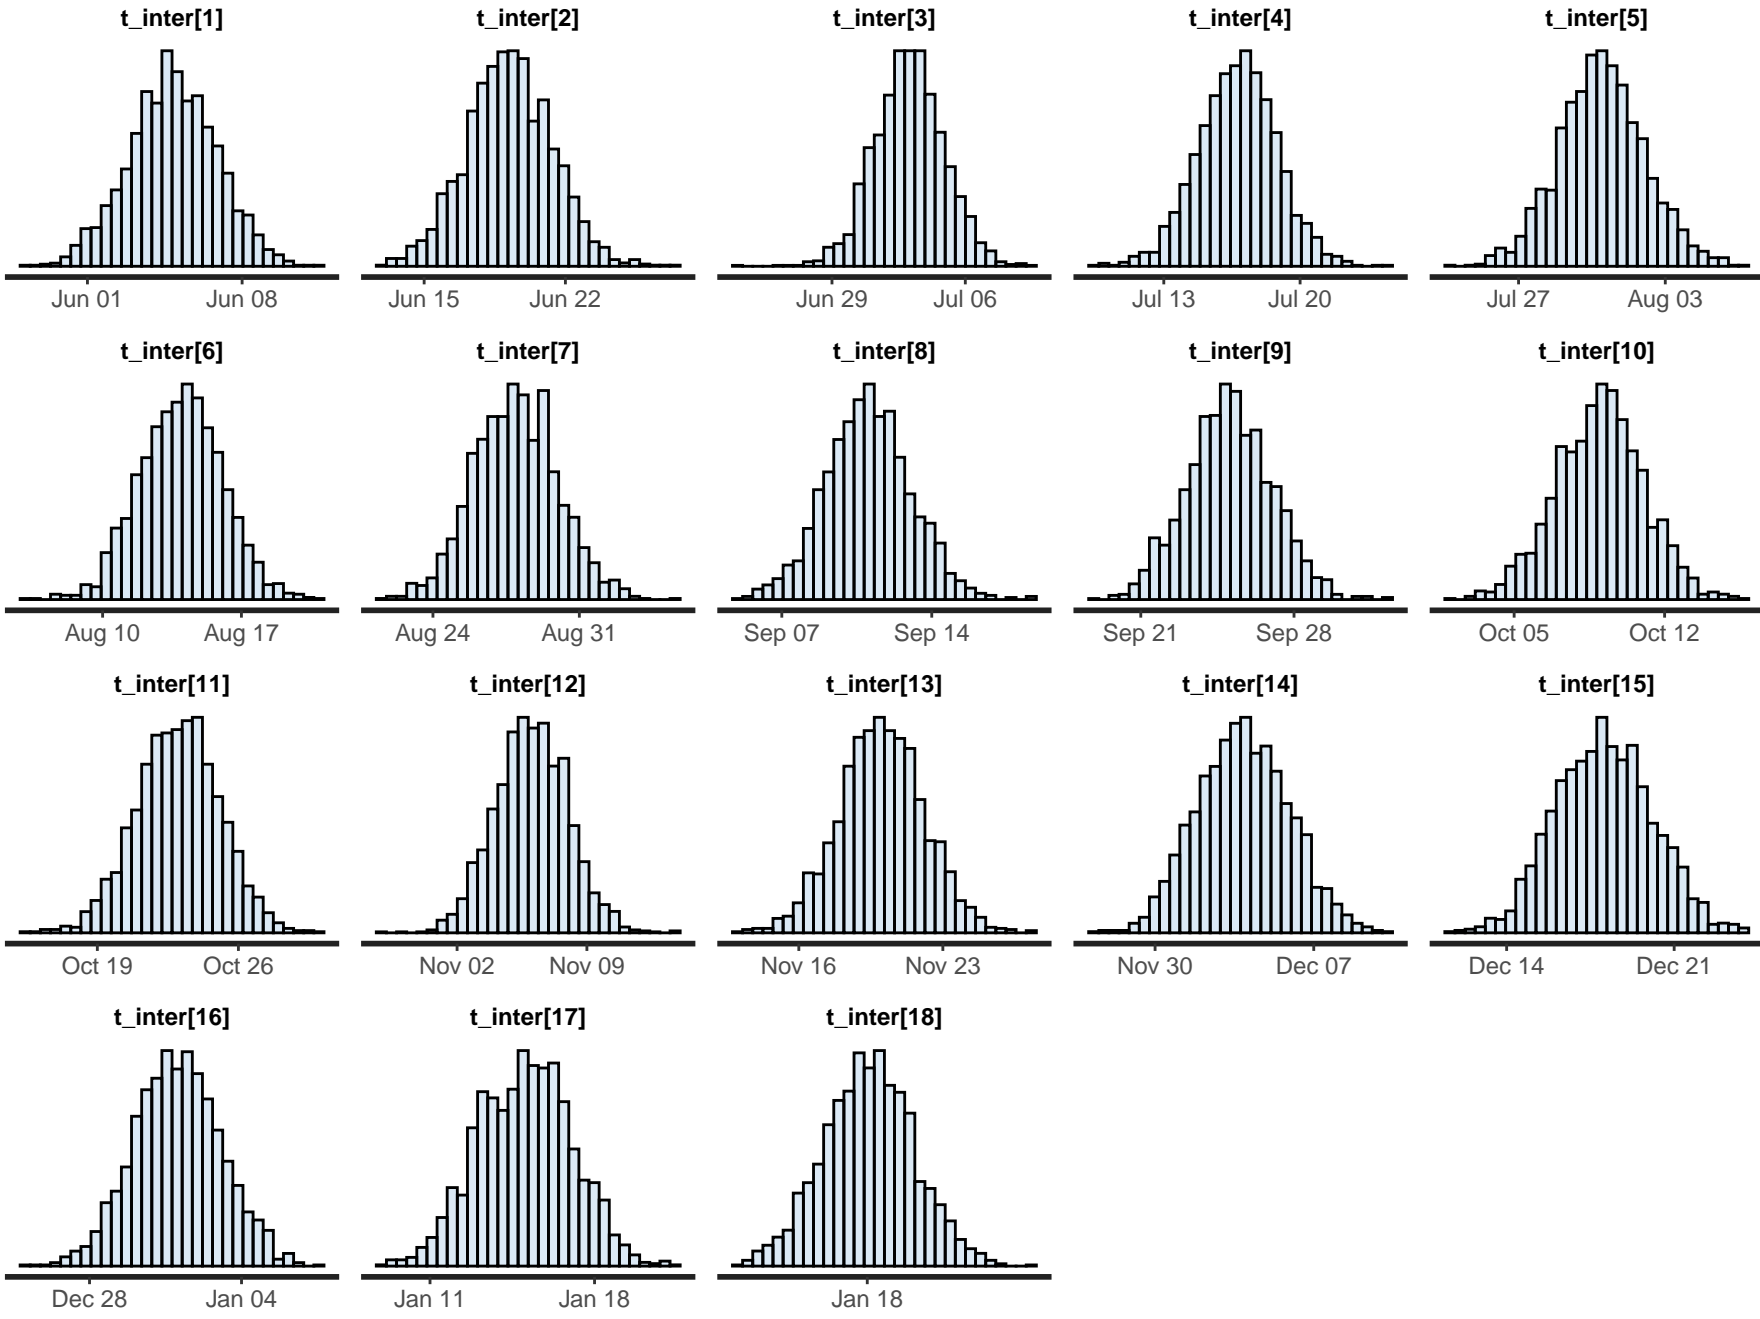 t_inter[1] t_inter[2] t_inter[3] t_inter[4] t_inter[5]
Jun 01 Jun 08 Jun 15 Jun 22 Jun 29 Jul 06 Jul 13 Jul 20 Jul 27 Aug 03
t_inter[6] t_inter[7] t_inter[8] t_inter[9] t_inter[10]
Aug 10 Aug 17 Aug 24 Aug 31 Sep 07 Sep 14 Sep 21 Sep 28 Oct 05 Oct 12
t_inter[11] t_inter[12] t_inter[13] t_inter[14] t_inter[15]
Oct 19 Oct 26 Nov 02 Nov 09 Nov 16 Nov 23 Nov 30 Dec 07 Dec 14 Dec 21
t_inter[16] t_inter[17] t_inter[18]
Dec 28 Jan 04 Jan 11 Jan 18 Jan 18